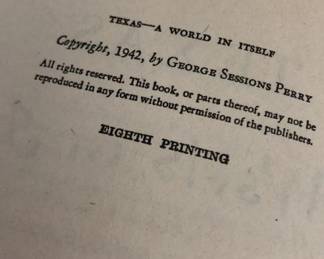 TEXAS—A WORLD IN ITSELF
Copyright, 1942, by GEORGE SESSIONS PERRY
All rights reserved. This book, or parts thereof, may not be
reproduced in any form without permission of the publishers.
EIGHTH PRINTING